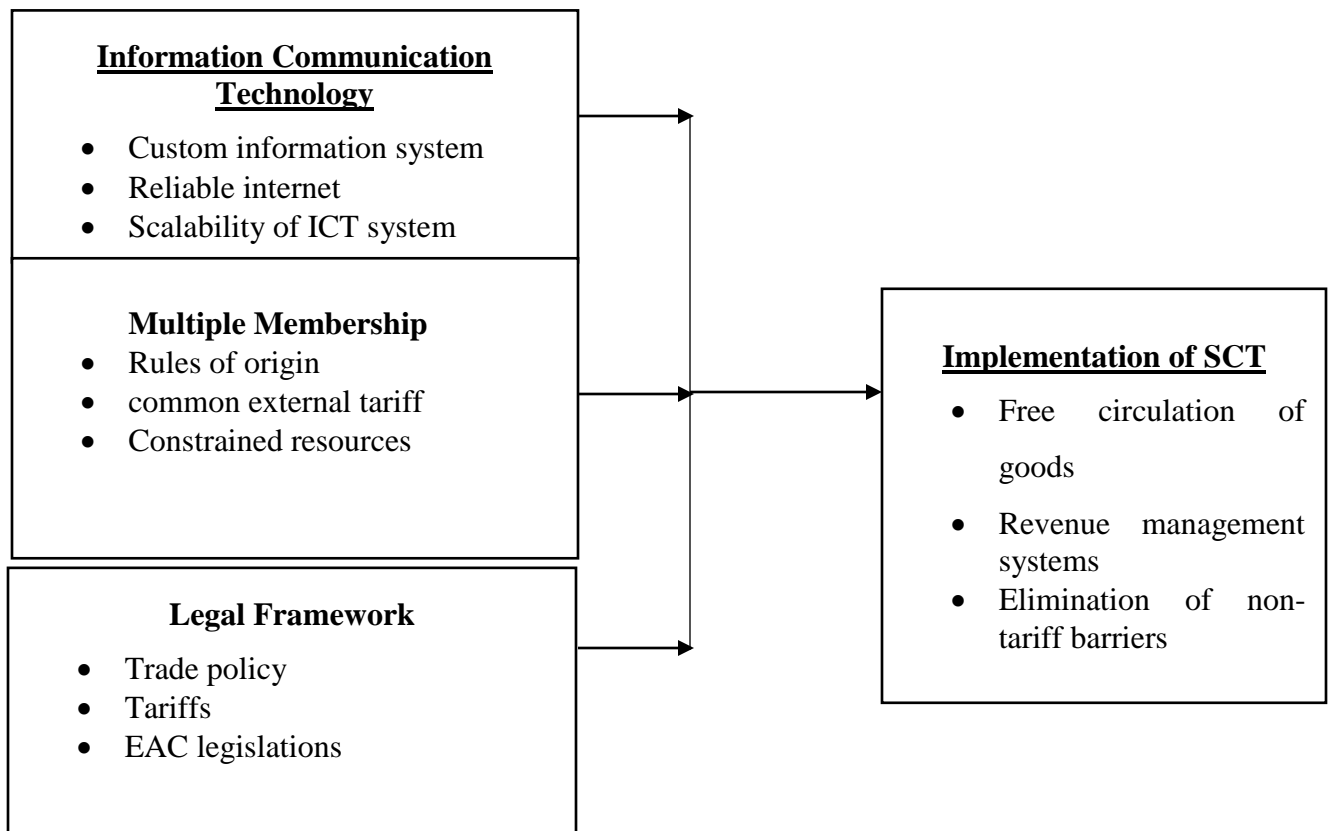 Information Communication
Technology
• Custom information system
• Reliable internet
• Scalability of ICT system
Multiple Membership
• Rules of origin
• common external tariff
• Constrained resources
Legal Framework
• Trade policy
• Tariffs
• EAC legislations
Implementation of SCT
• Free circulation of
goods
• Revenue management
systems
• Elimination of non-
tariff barriers